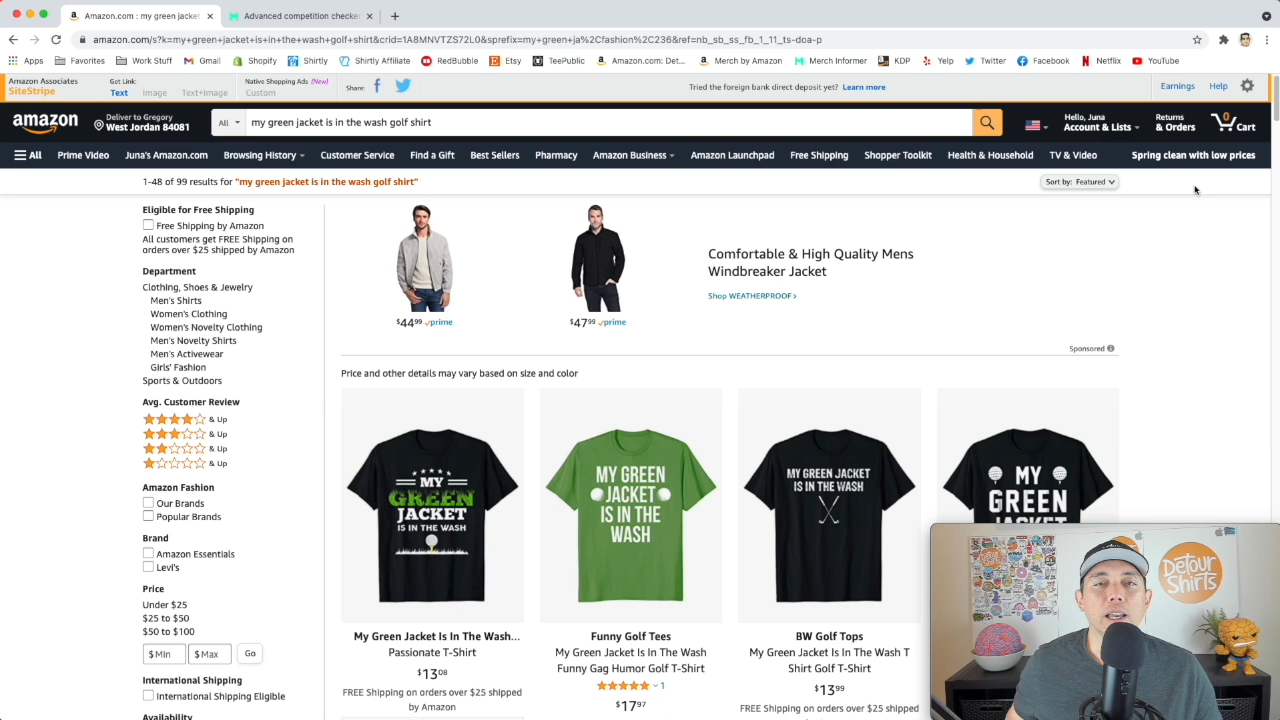 Amazon.com : my green jacket
Advanced competition checker
amazon.com/s?k=my+green+jacket+is+in+the+wash+golf+shirt&crid=1A8MNVTZS72L0&sprefix=my+green+ja%2Cfashion%2C236&ref=nb_sb_ss_fb_1_11_ts-doa-p
Apps Favorites Work Stuff Gmail Shopify Shirtly Shirtly Affiliate RedBubble Etsy TeePublic Amazon.com: Det... Merch by Amazon Merch Informer KDP Yelp Twitter Facebook Netflix YouTube
Amazon Associates
SiteStripe
Get Link:
Text Image Text+Image
Native Shopping Ads (New)
Custom
Share:
Tried the foreign bank direct deposit yet? Learn more
Earnings Help
amazon
Deliver to Gregory
West Jordan 84081
All
my green jacket is in the wash golf shirt
Hello, Juna
Account & Lists
Returns
& Orders
0
Cart
All Prime Video Juna's Amazon.com Browsing History Customer Service Find a Gift Best Sellers Pharmacy Amazon Business Amazon Launchpad Free Shipping Shopper Toolkit Health & Household TV & Video Spring clean with low prices
1-48 of 99 results for "my green jacket is in the wash golf shirt"
Sort by: Featured
Eligible for Free Shipping
Free Shipping by Amazon
All customers get FREE Shipping on
orders over $25 shipped by Amazon
Department
Clothing, Shoes & Jewelry
Men's Shirts
Women's Clothing
Women's Novelty Clothing
Men's Novelty Shirts
Men's Activewear
Girls' Fashion
Sports & Outdoors
Avg. Customer Review
& Up
& Up
& Up
& Up
Amazon Fashion
Our Brands
Popular Brands
Brand
Amazon Essentials
Levi's
Price
Under $25
$25 to $50
$50 to $100
$ Min
$ Max
Go
International Shipping
International Shipping Eligible
Availability
$44.99 prime
$47.99 prime
Comfortable & High Quality Mens
Windbreaker Jacket
Shop WEATHERPROOF ›
Sponsored
Price and other details may vary based on size and color
MY
GREEN
JACKET
IS IN THE WASH
My Green Jacket Is In The Wash...
Passionate T-Shirt
$13.08
FREE Shipping on orders over $25 shipped
by Amazon
MY GREEN
JACKET
IS IN THE
WASH
Funny Golf Tees
My Green Jacket Is In The Wash
Funny Gag Humor Golf T-Shirt
1
$17.97
MY GREEN JACKET
IS IN THE WASH
BW Golf Tops
My Green Jacket Is In The Wash T
Shirt Golf T-Shirt
$13.99
FREE Shipping on orders over $25 shipped
MY
GREEN
JACKET
DeTour
Shirts